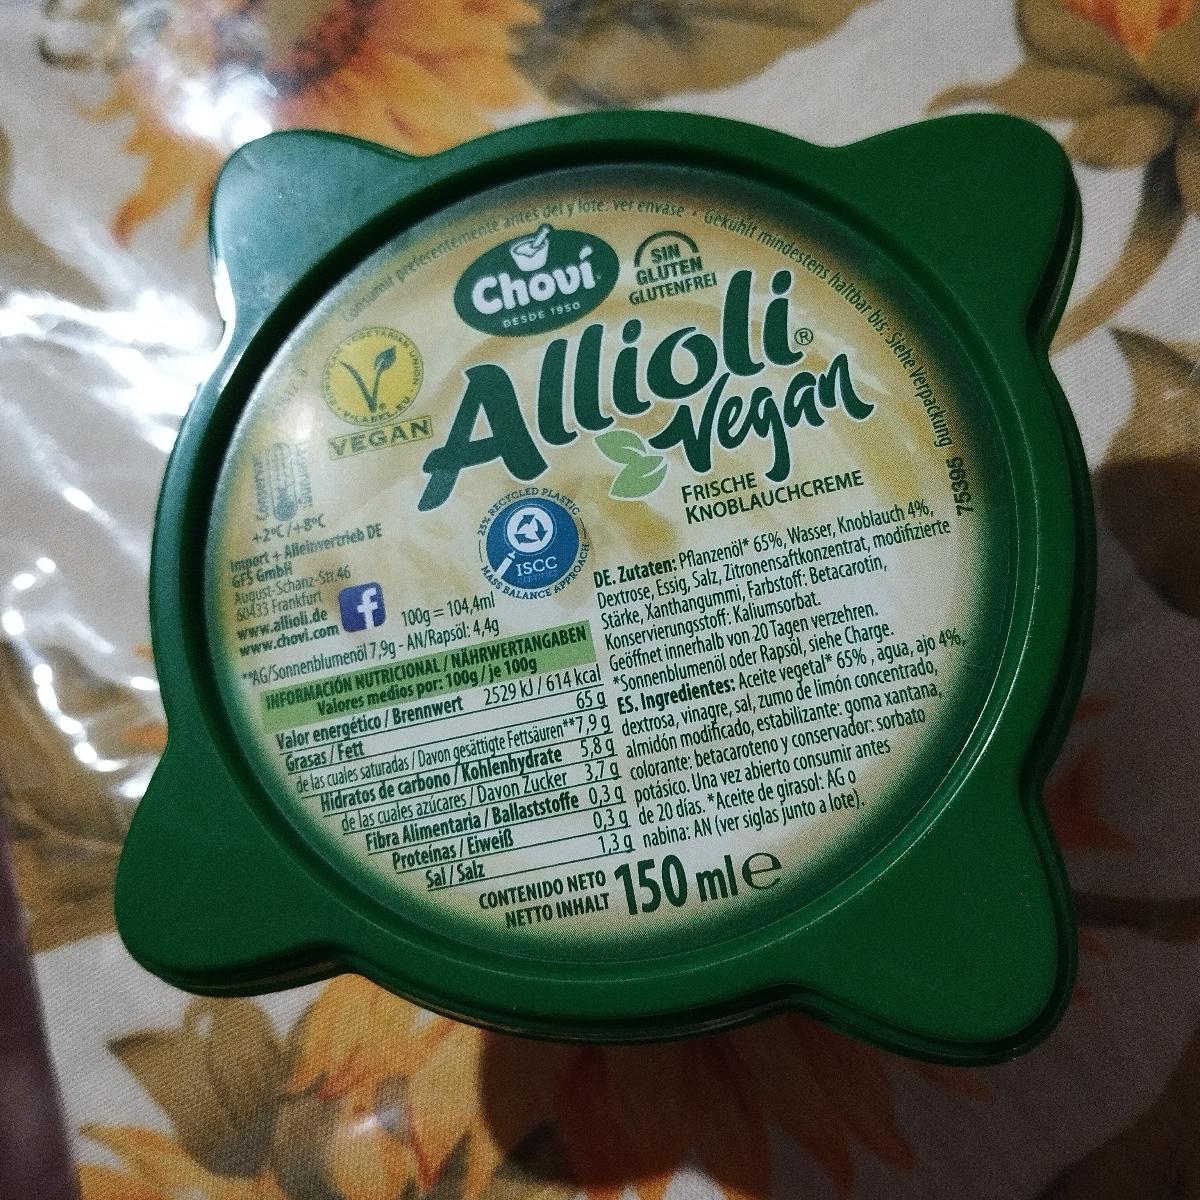 Consumir preferentemente antes del y lote: ver envase • Gekühlt mindestens haltbar bis: Siehe Verpackung
Choví
DESDE 1950
SIN
GLUTEN
GLUTENFREI
Allioli®
Vegan
FRISCHE
KNOBLAUCHCREME
EUROPEAN VEGETARIAN UNION
V-LABEL.EU
VEGAN
Conservar
+2ºC /+8ºC
753395
Import + Alleinvertrieb DE
GFS GmbH
August-Schanz-Str.46
60433 Frankfurt
www.allioli.de
www.chovi.com
f
100g = 104,4ml
25% RECYCLED PLASTIC
ISCC
MASS BALANCE APPROACH
**AG/Sonnenblumenöl 7,9g - AN/Rapsöl: 4,4g
INFORMACIÓN NUTRICIONAL / NÄHRWERTANGABEN
Valores medios por: 100g / je 100g
Valor energético / Brennwert 2529 kJ / 614 kcal
Grasas / Fett 65 g
de las cuales saturadas / Davon gesättigte Fettsäuren**7,9 g
Hidratos de carbono / Kohlenhydrate 5,8 g
de las cuales azúcares / Davon Zucker 3,7 g
Fibra Alimentaria / Ballaststoffe 0,3 g
Proteínas / Eiweiß 0,3 g
Sal / Salz 1,3 g
DE. Zutaten: Pflanzenöl* 65%, Wasser, Knoblauch 4%,
Dextrose, Essig, Salz, Zitronensaftkonzentrat, modifizierte
Stärke, Xanthangummi, Farbstoff: Betacarotin,
Konservierungsstoff: Kaliumsorbat.
Geöffnet innerhalb von 20 Tagen verzehren.
*Sonnenblumenöl oder Rapsöl, siehe Charge.
ES. Ingredientes: Aceite vegetal* 65% , agua, ajo 4%,
dextrosa, vinagre, sal, zumo de limón concentrado,
almidón modificado, estabilizante: goma xantana,
colorante: betacaroteno y conservador: sorbato
potásico. Una vez abierto consumir antes
de 20 días. *Aceite de girasol: AG o
nabina: AN (ver siglas junto a lote).
CONTENIDO NETO
NETTO INHALT
150 ml ℮